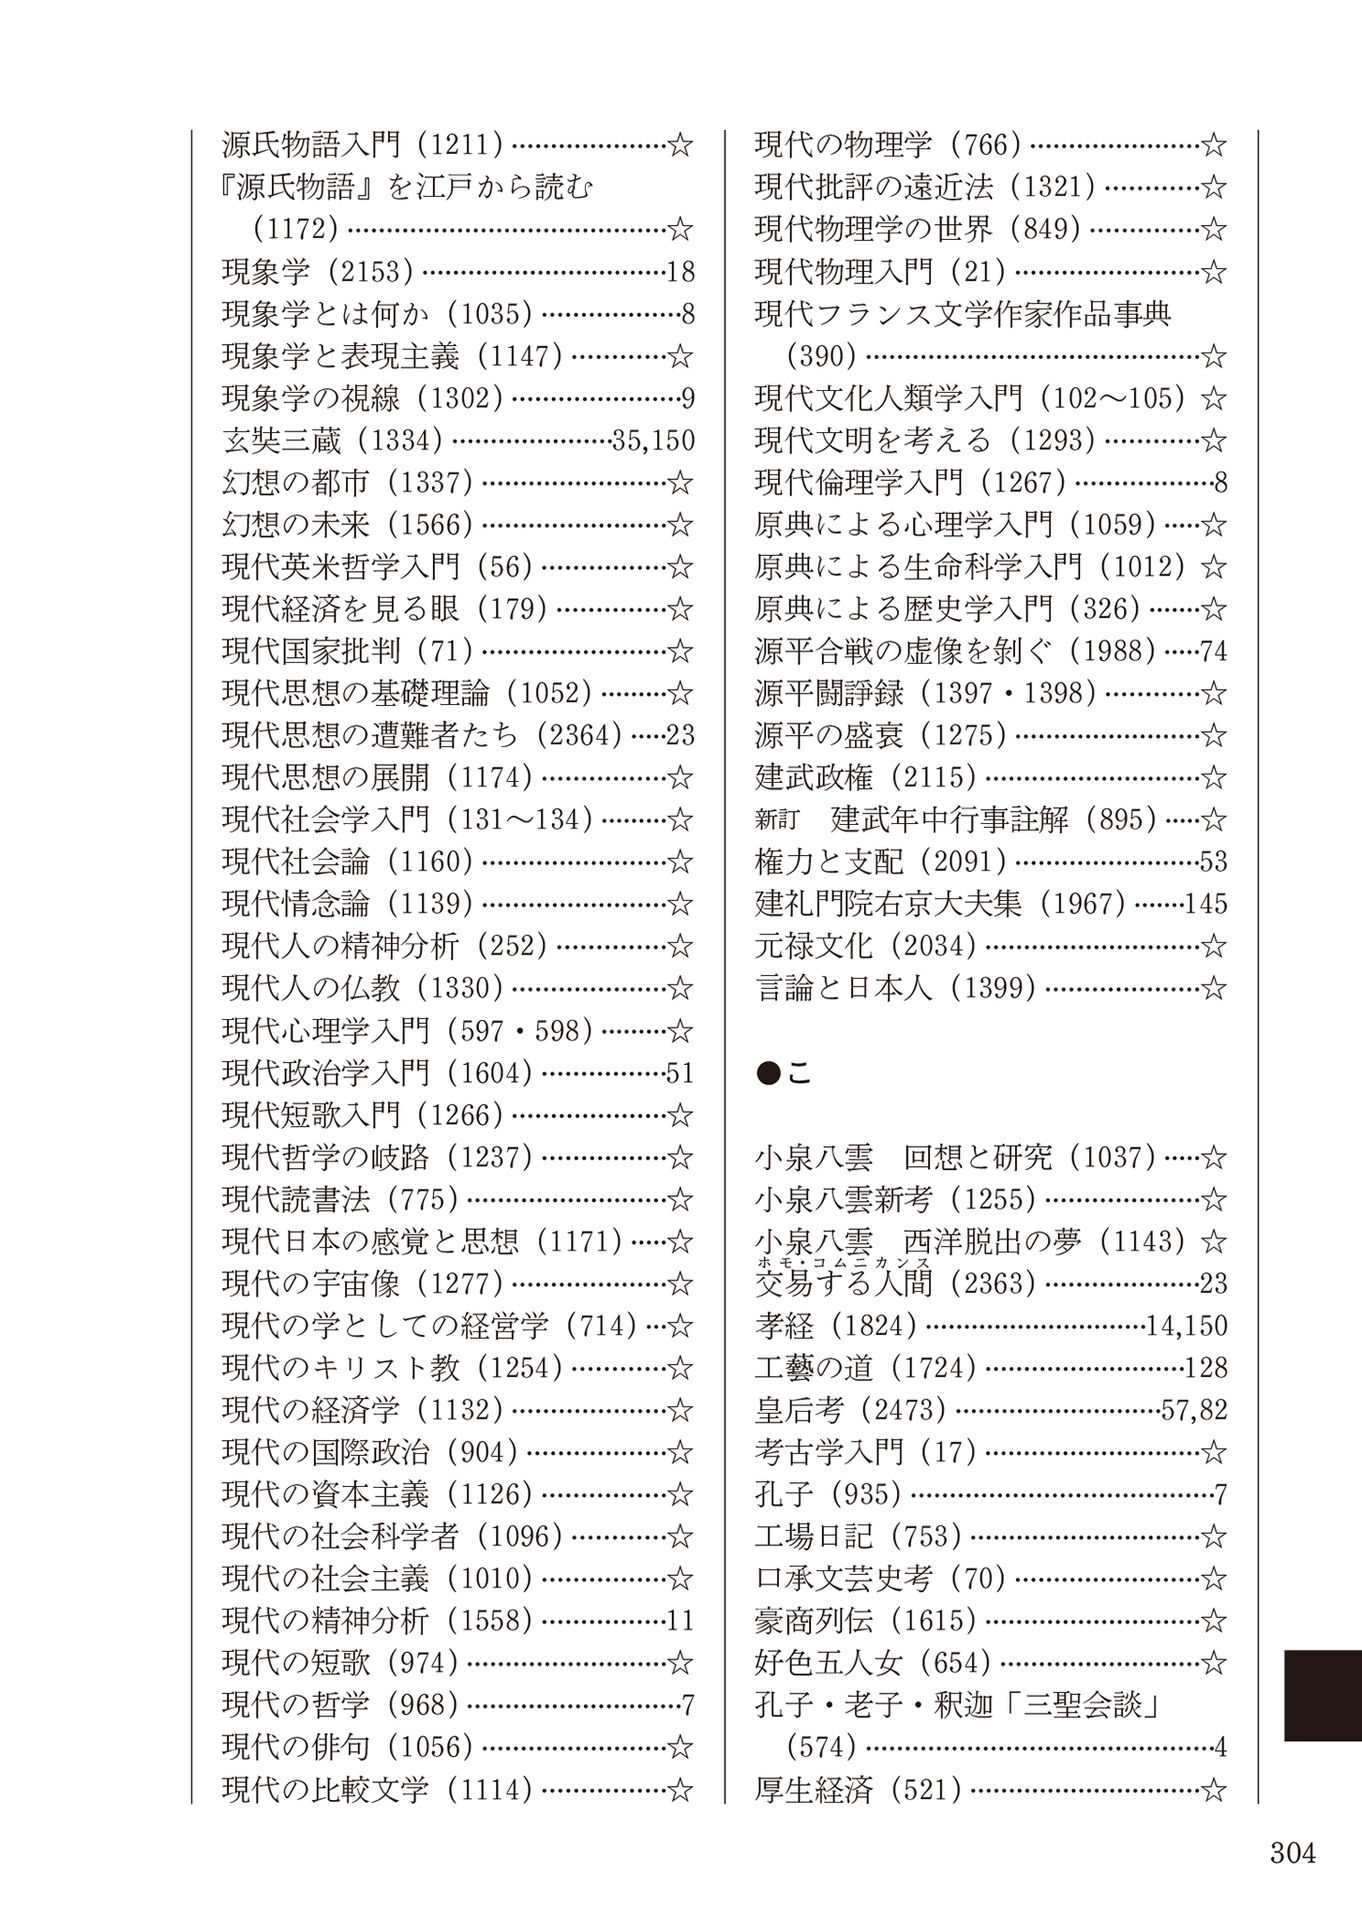 源氏物語入門（1211）…………………☆
『源氏物語』を江戸から読む
（1172）……………………………………☆
現象学（2153）…………………………18
現象学とは何か（1035）………………8
現象学と表現主義（1147）…………☆
現象学の視線（1302）…………………9
玄奘三蔵（1334）…………………35,150
幻想の都市（1337）……………………☆
幻想の未来（1566）……………………☆
現代英米哲学入門（56）………………☆
現代経済を見る眼（179）……………☆
現代国家批判（71）……………………☆
現代思想の基礎理論（1052）………☆
現代思想の遭難者たち（2364）……23
現代思想の展開（1174）………………☆
現代社会学入門（131～134）………☆
現代社会論（1160）……………………☆
現代情念論（1139）……………………☆
現代人の精神分析（252）……………☆
現代人の仏教（1330）…………………☆
現代心理学入門（597・598）………☆
現代政治学入門（1604）……………51
現代短歌入門（1266）…………………☆
現代哲学の岐路（1237）………………☆
現代読書法（775）………………………☆
現代日本の感覚と思想（1171）……☆
現代の宇宙像（1277）…………………☆
現代の学としての経営学（714）…☆
現代のキリスト教（1254）…………☆
現代の経済学（1132）…………………☆
現代の国際政治（904）………………☆
現代の資本主義（1126）………………☆
現代の社会科学者（1096）…………☆
現代の社会主義（1010）………………☆
現代の精神分析（1558）……………11
現代の短歌（974）………………………☆
現代の哲学（968）………………………7
現代の俳句（1056）……………………☆
現代の比較文学（1114）………………☆
現代の物理学（766）…………………☆
現代批評の遠近法（1321）…………☆
現代物理学の世界（849）……………☆
現代物理入門（21）……………………☆
現代フランス文学作家作品事典
（390）……………………………………☆
現代文化人類学入門（102～105）☆
現代文明を考える（1293）…………☆
現代倫理学入門（1267）………………8
原典による心理学入門（1059）……☆
原典による生命科学入門（1012）☆
原典による歴史学入門（326）………☆
源平合戦の虚像を剝ぐ（1988）……74
源平闘諍録（1397・1398）…………☆
源平の盛衰（1275）……………………☆
建武政権（2115）………………………☆
新訂　建武年中行事註解（895）……☆
権力と支配（2091）……………………53
建礼門院右京大夫集（1967）………145
元禄文化（2034）………………………☆
言論と日本人（1399）…………………☆
●こ
小泉八雲　回想と研究（1037）……☆
小泉八雲新考（1255）…………………☆
小泉八雲　西洋脱出の夢（1143）☆
ホモ・コムニカンス
交易する人間（2363）…………………23
孝経（1824）………………………14,150
工藝の道（1724）……………………128
皇后考（2473）……………………57,82
考古学入門（17）………………………☆
孔子（935）………………………………7
工場日記（753）…………………………☆
口承文芸史考（70）……………………☆
豪商列伝（1615）………………………☆
好色五人女（654）……………………☆
孔子・老子・釈迦「三聖会談」
（574）……………………………………4
厚生経済（521）…………………………☆
304